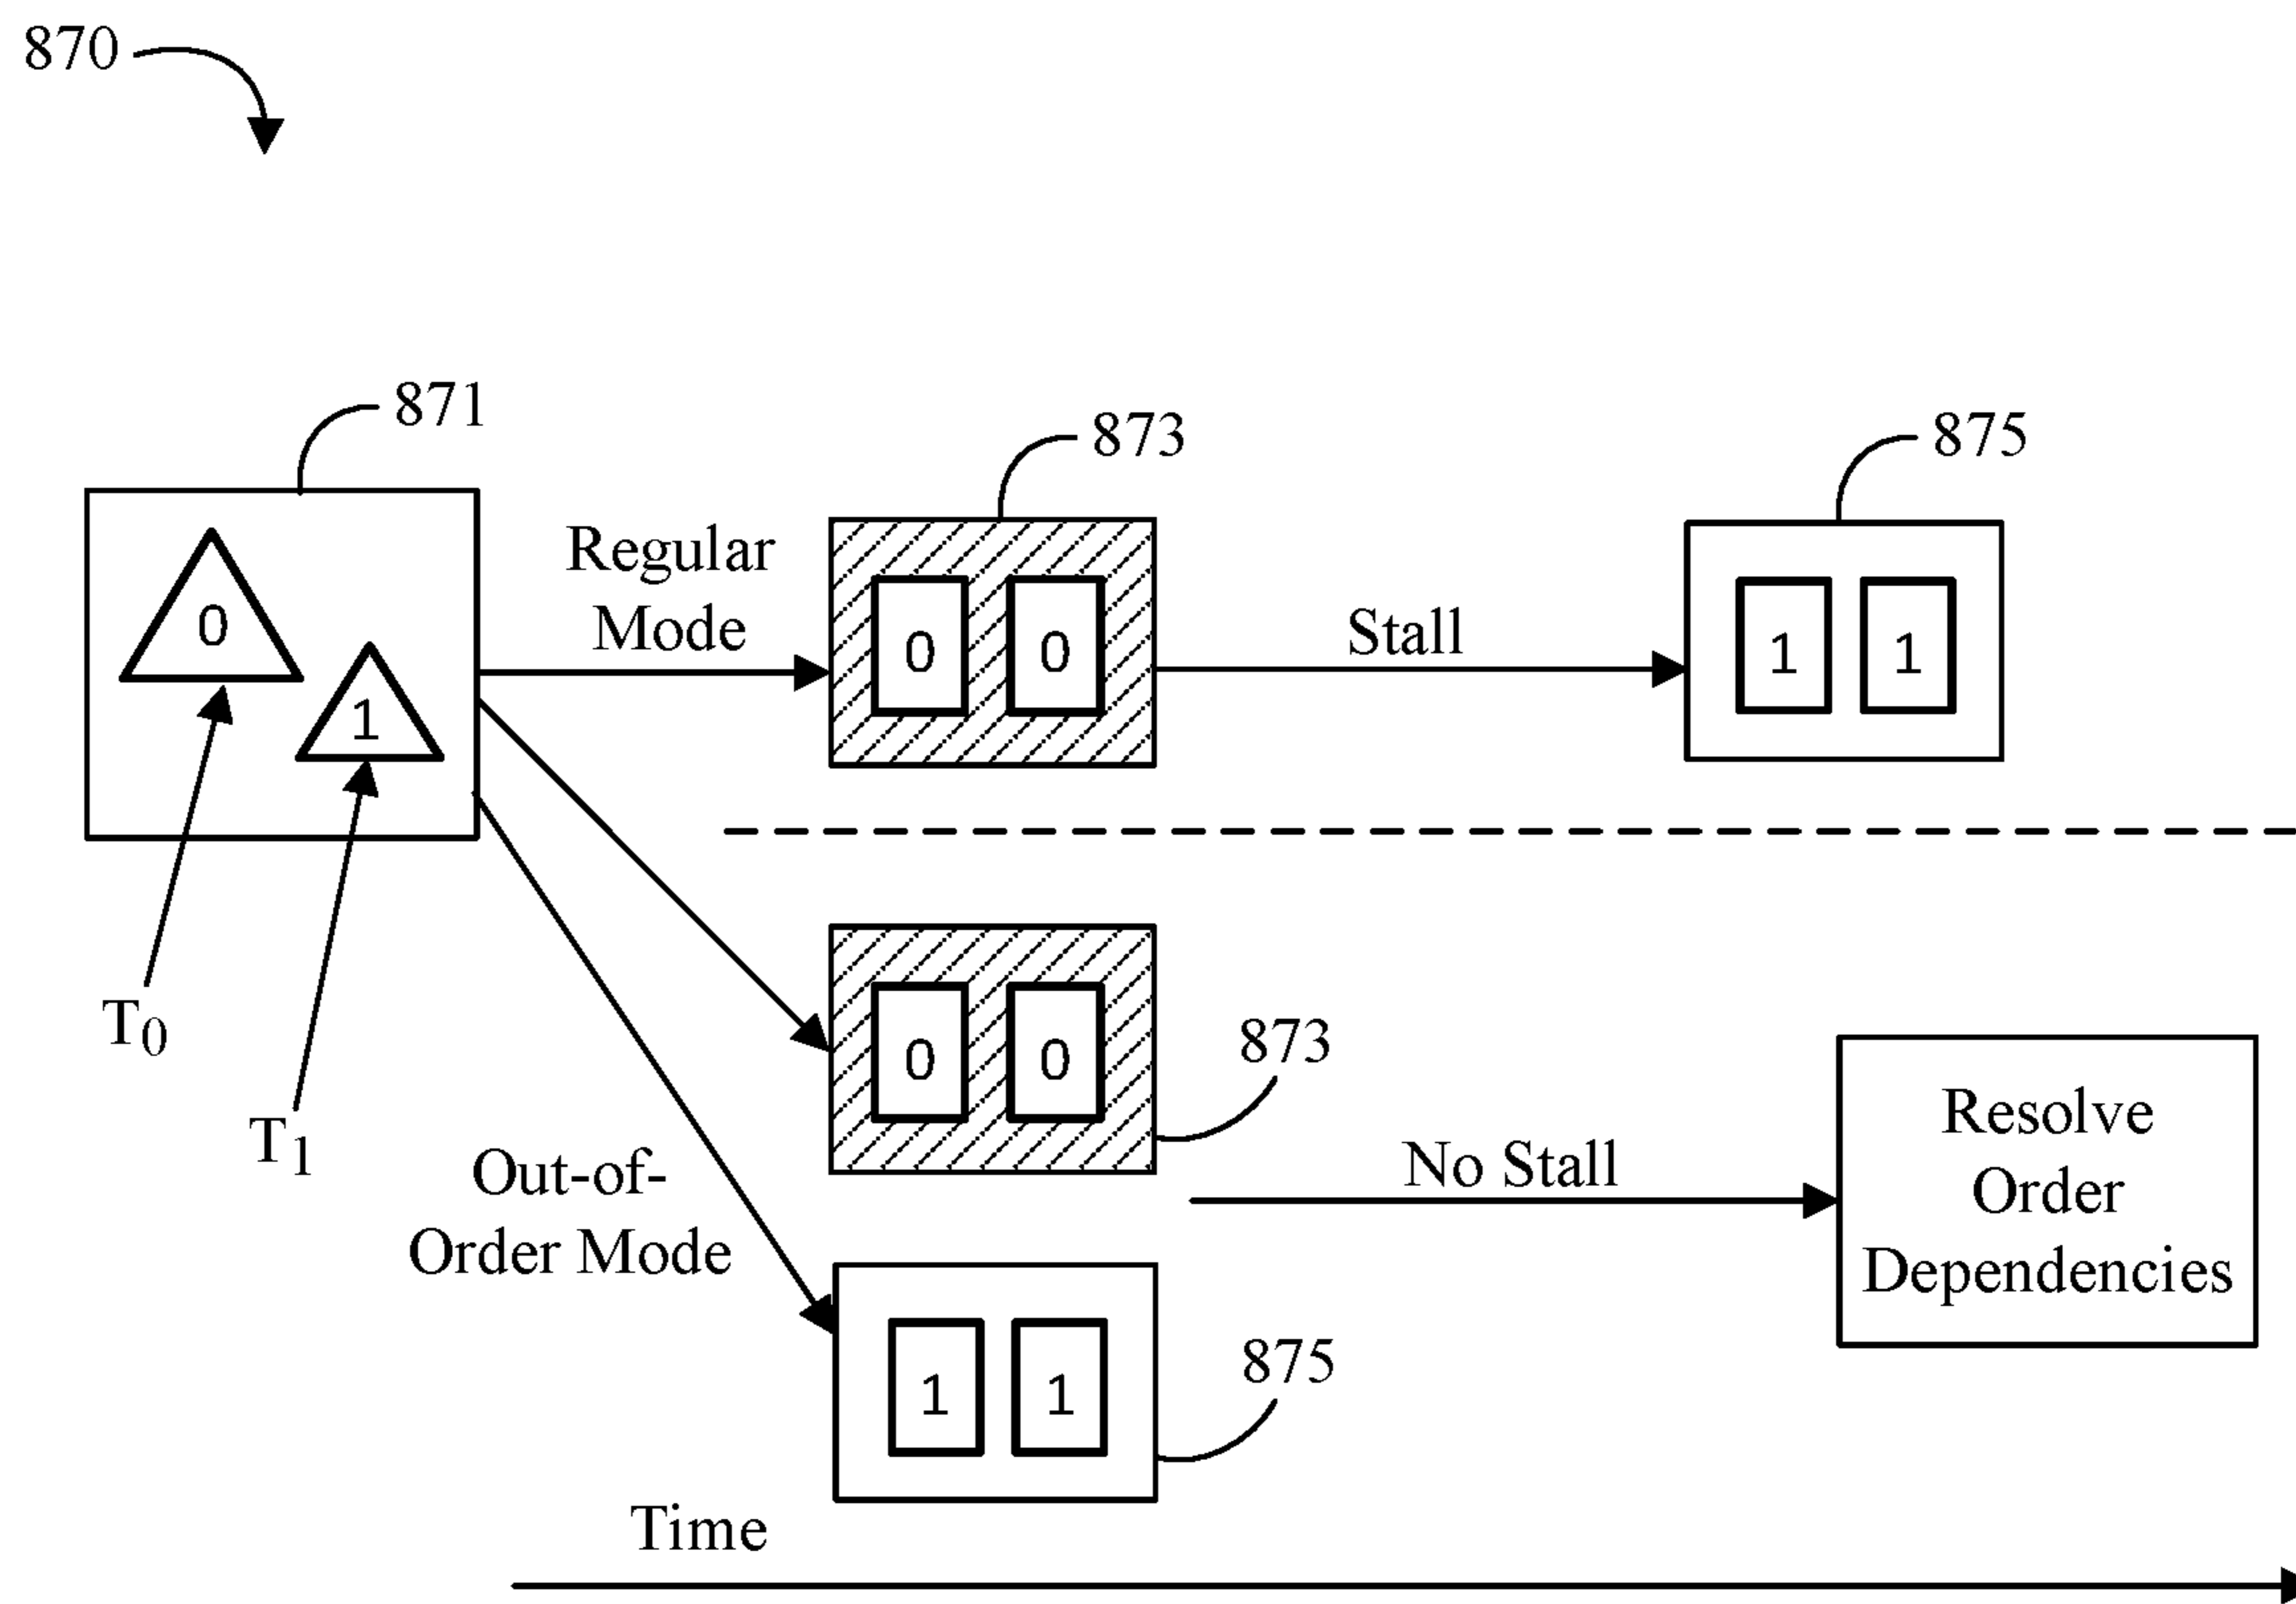 870
871
873
875
0
1
Regular
Mode
0 0
Stall
1 1
T0
T1
0 0
873
Out-of-
Order Mode
No Stall
Resolve
Order
Dependencies
1 1
875
Time